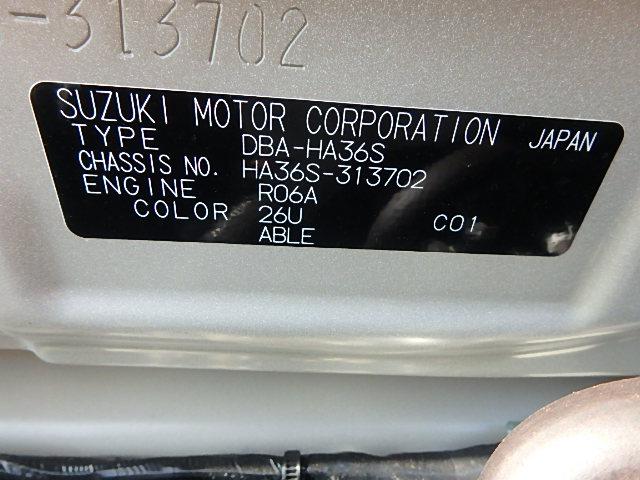 -313702
SUZUKI MOTOR CORPORATION JAPAN
TYPE DBA-HA36S
CHASSIS NO. HA36S-313702
ENGINE R06A
COLOR 26U C01
ABLE